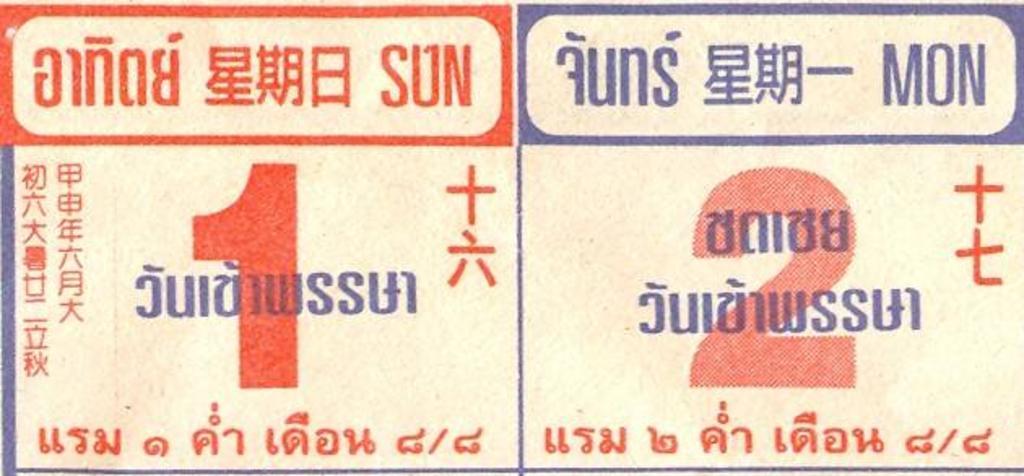 อาทิตย์ 星期日 SUN
甲申年六月大
初六大暑廿二立秋
1
十六
วันเข้าพรรษา
แรม ๑ ค่ำ เดือน ๘/๘
จันทร์ 星期一 MON
2
十七
ชดเชย
วันเข้าพรรษา
แรม ๒ ค่ำ เดือน ๘/๘